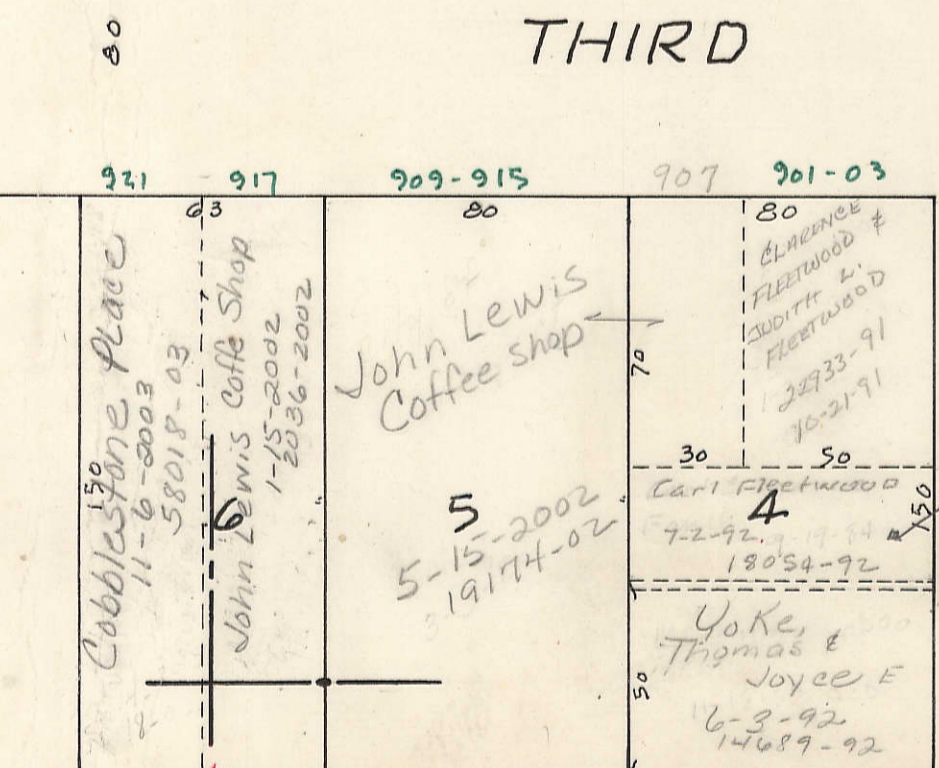 80
THIRD
921
917
909-915
907
901-03
63
80
80
Cobblestone Place
11-6-2003
58018-03
150
6
John Lewis Coffe Shop
1-15-2002
2036-2002
John Lewis
Coffee shop
5
5-15-2002
19174-02
70
CLARENCE
FLEETWOOD &
JUDITH L.
FLEETWOOD
22933-91
10-21-91
30
50
Carl Fleetwood
4
9-2-92
18054-92
150
50
Yoke,
Thomas &
Joyce E
6-3-92
14689-92